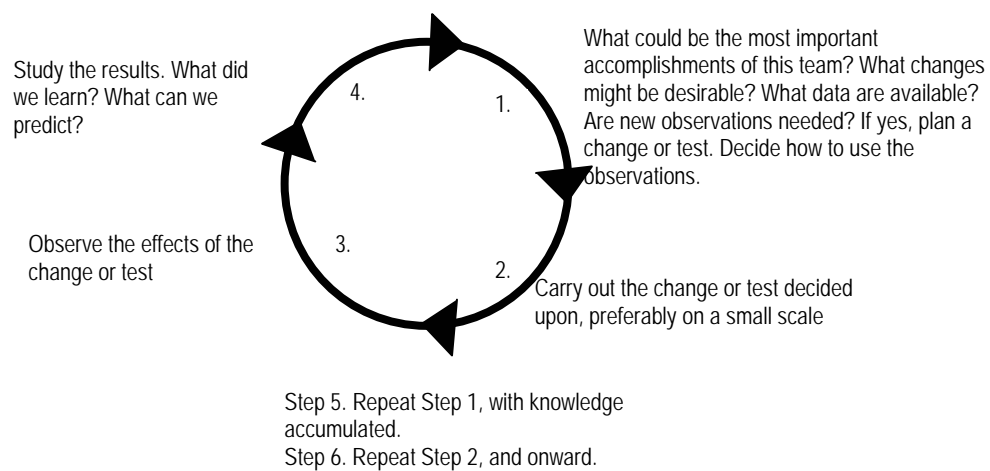 1.
What could be the most important
accomplishments of this team? What changes
might be desirable? What data are available?
Are new observations needed? If yes, plan a
change or test. Decide how to use the
observations.
2.
Carry out the change or test decided
upon, preferably on a small scale
3.
Observe the effects of the
change or test
4.
Study the results. What did
we learn? What can we
predict?
Step 5. Repeat Step 1, with knowledge
accumulated.
Step 6. Repeat Step 2, and onward.